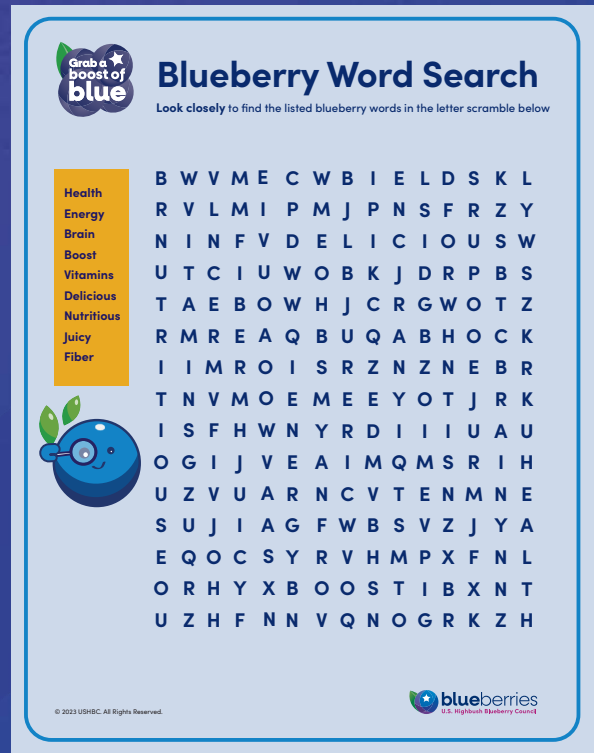 Grab a
boost of
blue
Blueberry Word Search
Look closely to find the listed blueberry words in the letter scramble below
Health
Energy
Brain
Boost
Vitamins
Delicious
Nutritious
Juicy
Fiber
B W V M E C W B I E L D S K L
R V L M I P M J P N S F R Z Y
N I N F V D E L I C I O U S W
U T C I U W O B K J D R P B S
T A E B O W H J C R G W O T Z
R M R E A Q B U Q A B H O C K
I I M R O I S R Z N Z N E B R
T N V M O E M E E Y O T J R K
I S F H W N Y R D I I I U A U
O G I J V E A I M Q M S R I H
U Z V U A R N C V T E N M N E
S U J I A G F W B S V Z J Y A
E Q O C S Y R V H M P X F N L
O R H Y X B O O S T I B X N T
U Z H F N N V Q N O G R K Z H
© 2023 USHBC. All Rights Reserved.
blueberries
U.S. Highbush Blueberry Council